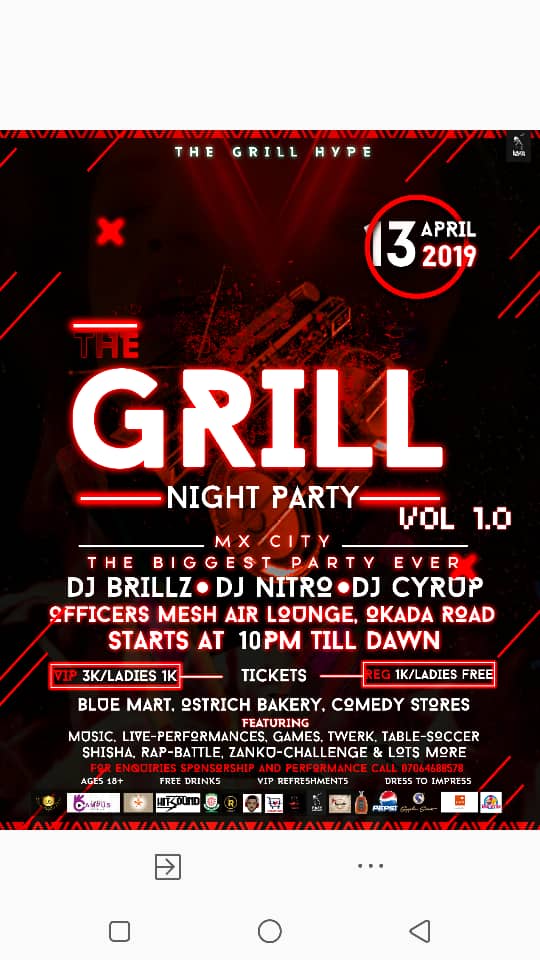 THE GRILL HYPE
13 APRIL
2019
THE
GRILL
NIGHT PARTY
VOL 1.0
MX CITY
THE BIGGEST PARTY EVER
DJ BRILLZ • DJ NITRO • DJ CYRUP
OFFICERS MESH AIR LOUNGE, OKADA ROAD
STARTS AT 10PM TILL DAWN
VIP 3K/LADIES 1K TICKETS REG 1K/LADIES FREE
BLUE MART, OSTRICH BAKERY, COMEDY STORES
FEATURING
MUSIC, LIVE-PERFORMANCES, GAMES, TWERK, TABLE-SOCCER
SHISHA, RAP-BATTLE, ZANKU-CHALLENGE & LOTS MORE
FOR ENQUIRIES SPONSORSHIP AND PERFORMANCE CALL 07064688578
AGES 18+ FREE DRINKS VIP REFRESHMENTS DRESS TO IMPRESS
HITSOUND PEPSI